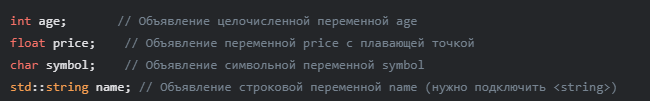 int age;       // Объявление целочисленной переменной age
float price;    // Объявление переменной price с плавающей точкой
char symbol;    // Объявление символьной переменной symbol
std::string name; // Объявление строковой переменной name (нужно подключить <string>)